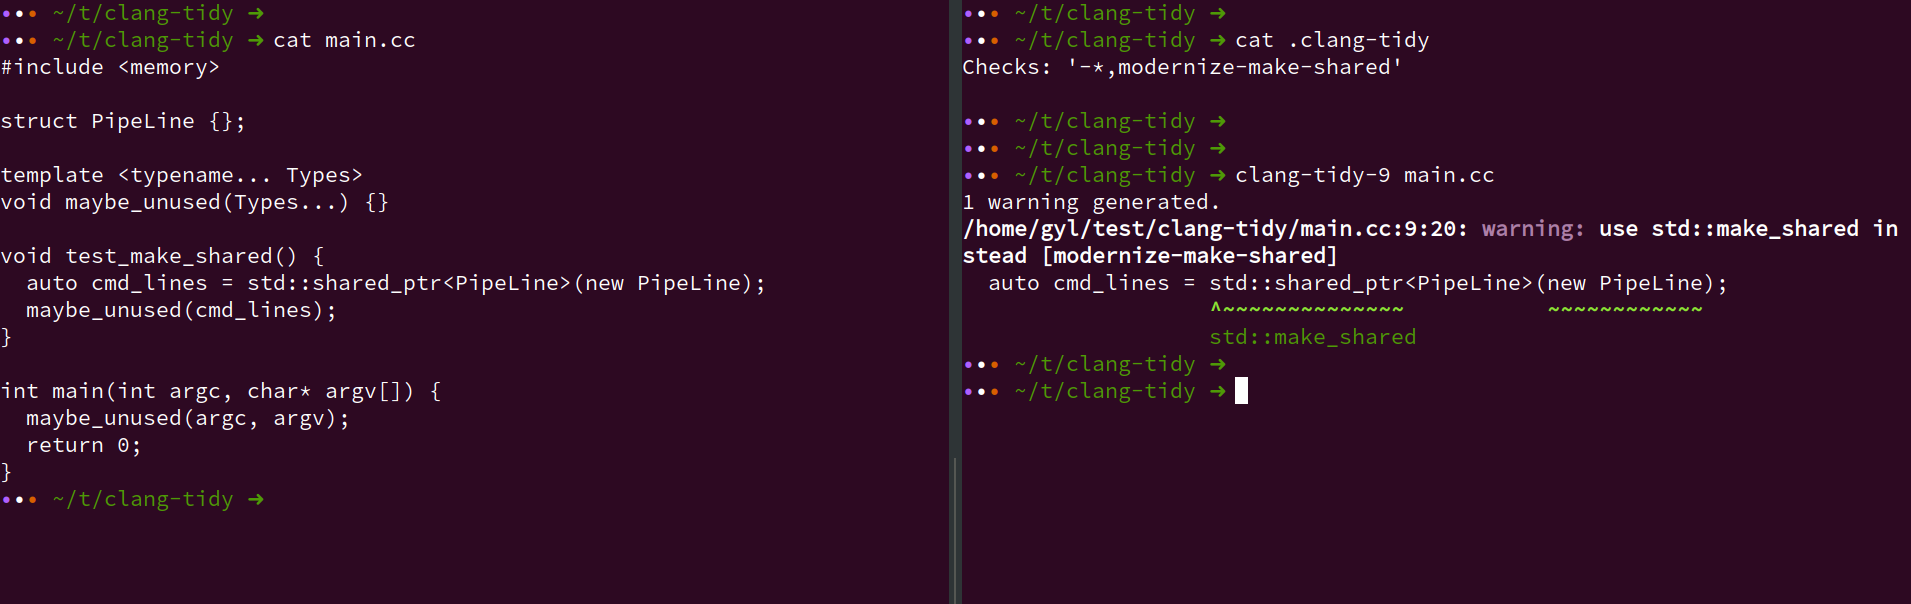 ••• ~/t/clang-tidy ➜
••• ~/t/clang-tidy ➜ cat main.cc
#include <memory>
struct PipeLine {};
template <typename... Types>
void maybe_unused(Types...) {}
void test_make_shared() {
  auto cmd_lines = std::shared_ptr<PipeLine>(new PipeLine);
  maybe_unused(cmd_lines);
}
int main(int argc, char* argv[]) {
  maybe_unused(argc, argv);
  return 0;
}
••• ~/t/clang-tidy ➜
••• ~/t/clang-tidy ➜
••• ~/t/clang-tidy ➜ cat .clang-tidy
Checks: '-*,modernize-make-shared'
••• ~/t/clang-tidy ➜
••• ~/t/clang-tidy ➜
••• ~/t/clang-tidy ➜ clang-tidy-9 main.cc
1 warning generated.
/home/gyl/test/clang-tidy/main.cc:9:20: warning: use std::make_shared in
stead [modernize-make-shared]
  auto cmd_lines = std::shared_ptr<PipeLine>(new PipeLine);
                   ^~~~~~~~~~~~~~~           ~~~~~~~~~~~~
                   std::make_shared
••• ~/t/clang-tidy ➜
••• ~/t/clang-tidy ➜